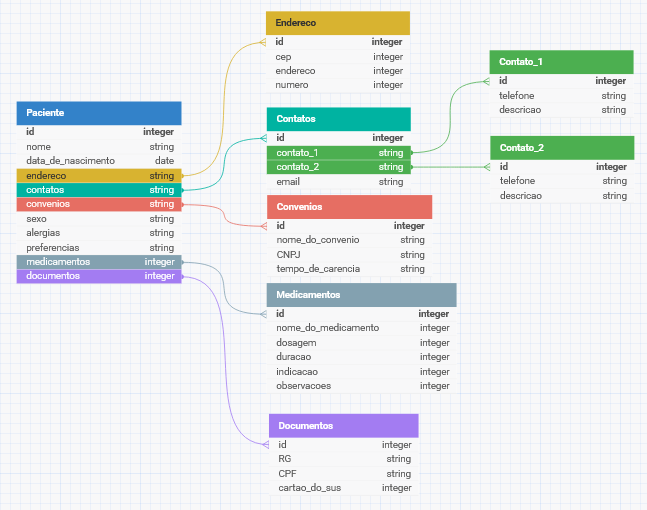 Paciente
id integer
nome string
data_de_nascimento date
endereco string
contatos string
convenios string
sexo string
alergias string
preferencias string
medicamentos integer
documentos integer
Endereco
id integer
cep integer
endereco integer
numero integer
Contatos
id integer
contato_1 string
contato_2 string
email string
Convenios
id integer
nome_do_convenio string
CNPJ string
tempo_de_carencia string
Medicamentos
id integer
nome_do_medicamento integer
dosagem integer
duracao integer
indicacao integer
observacoes integer
Documentos
id integer
RG string
CPF string
cartao_do_sus integer
Contato_1
id integer
telefone string
descricao string
Contato_2
id integer
telefone string
descricao string